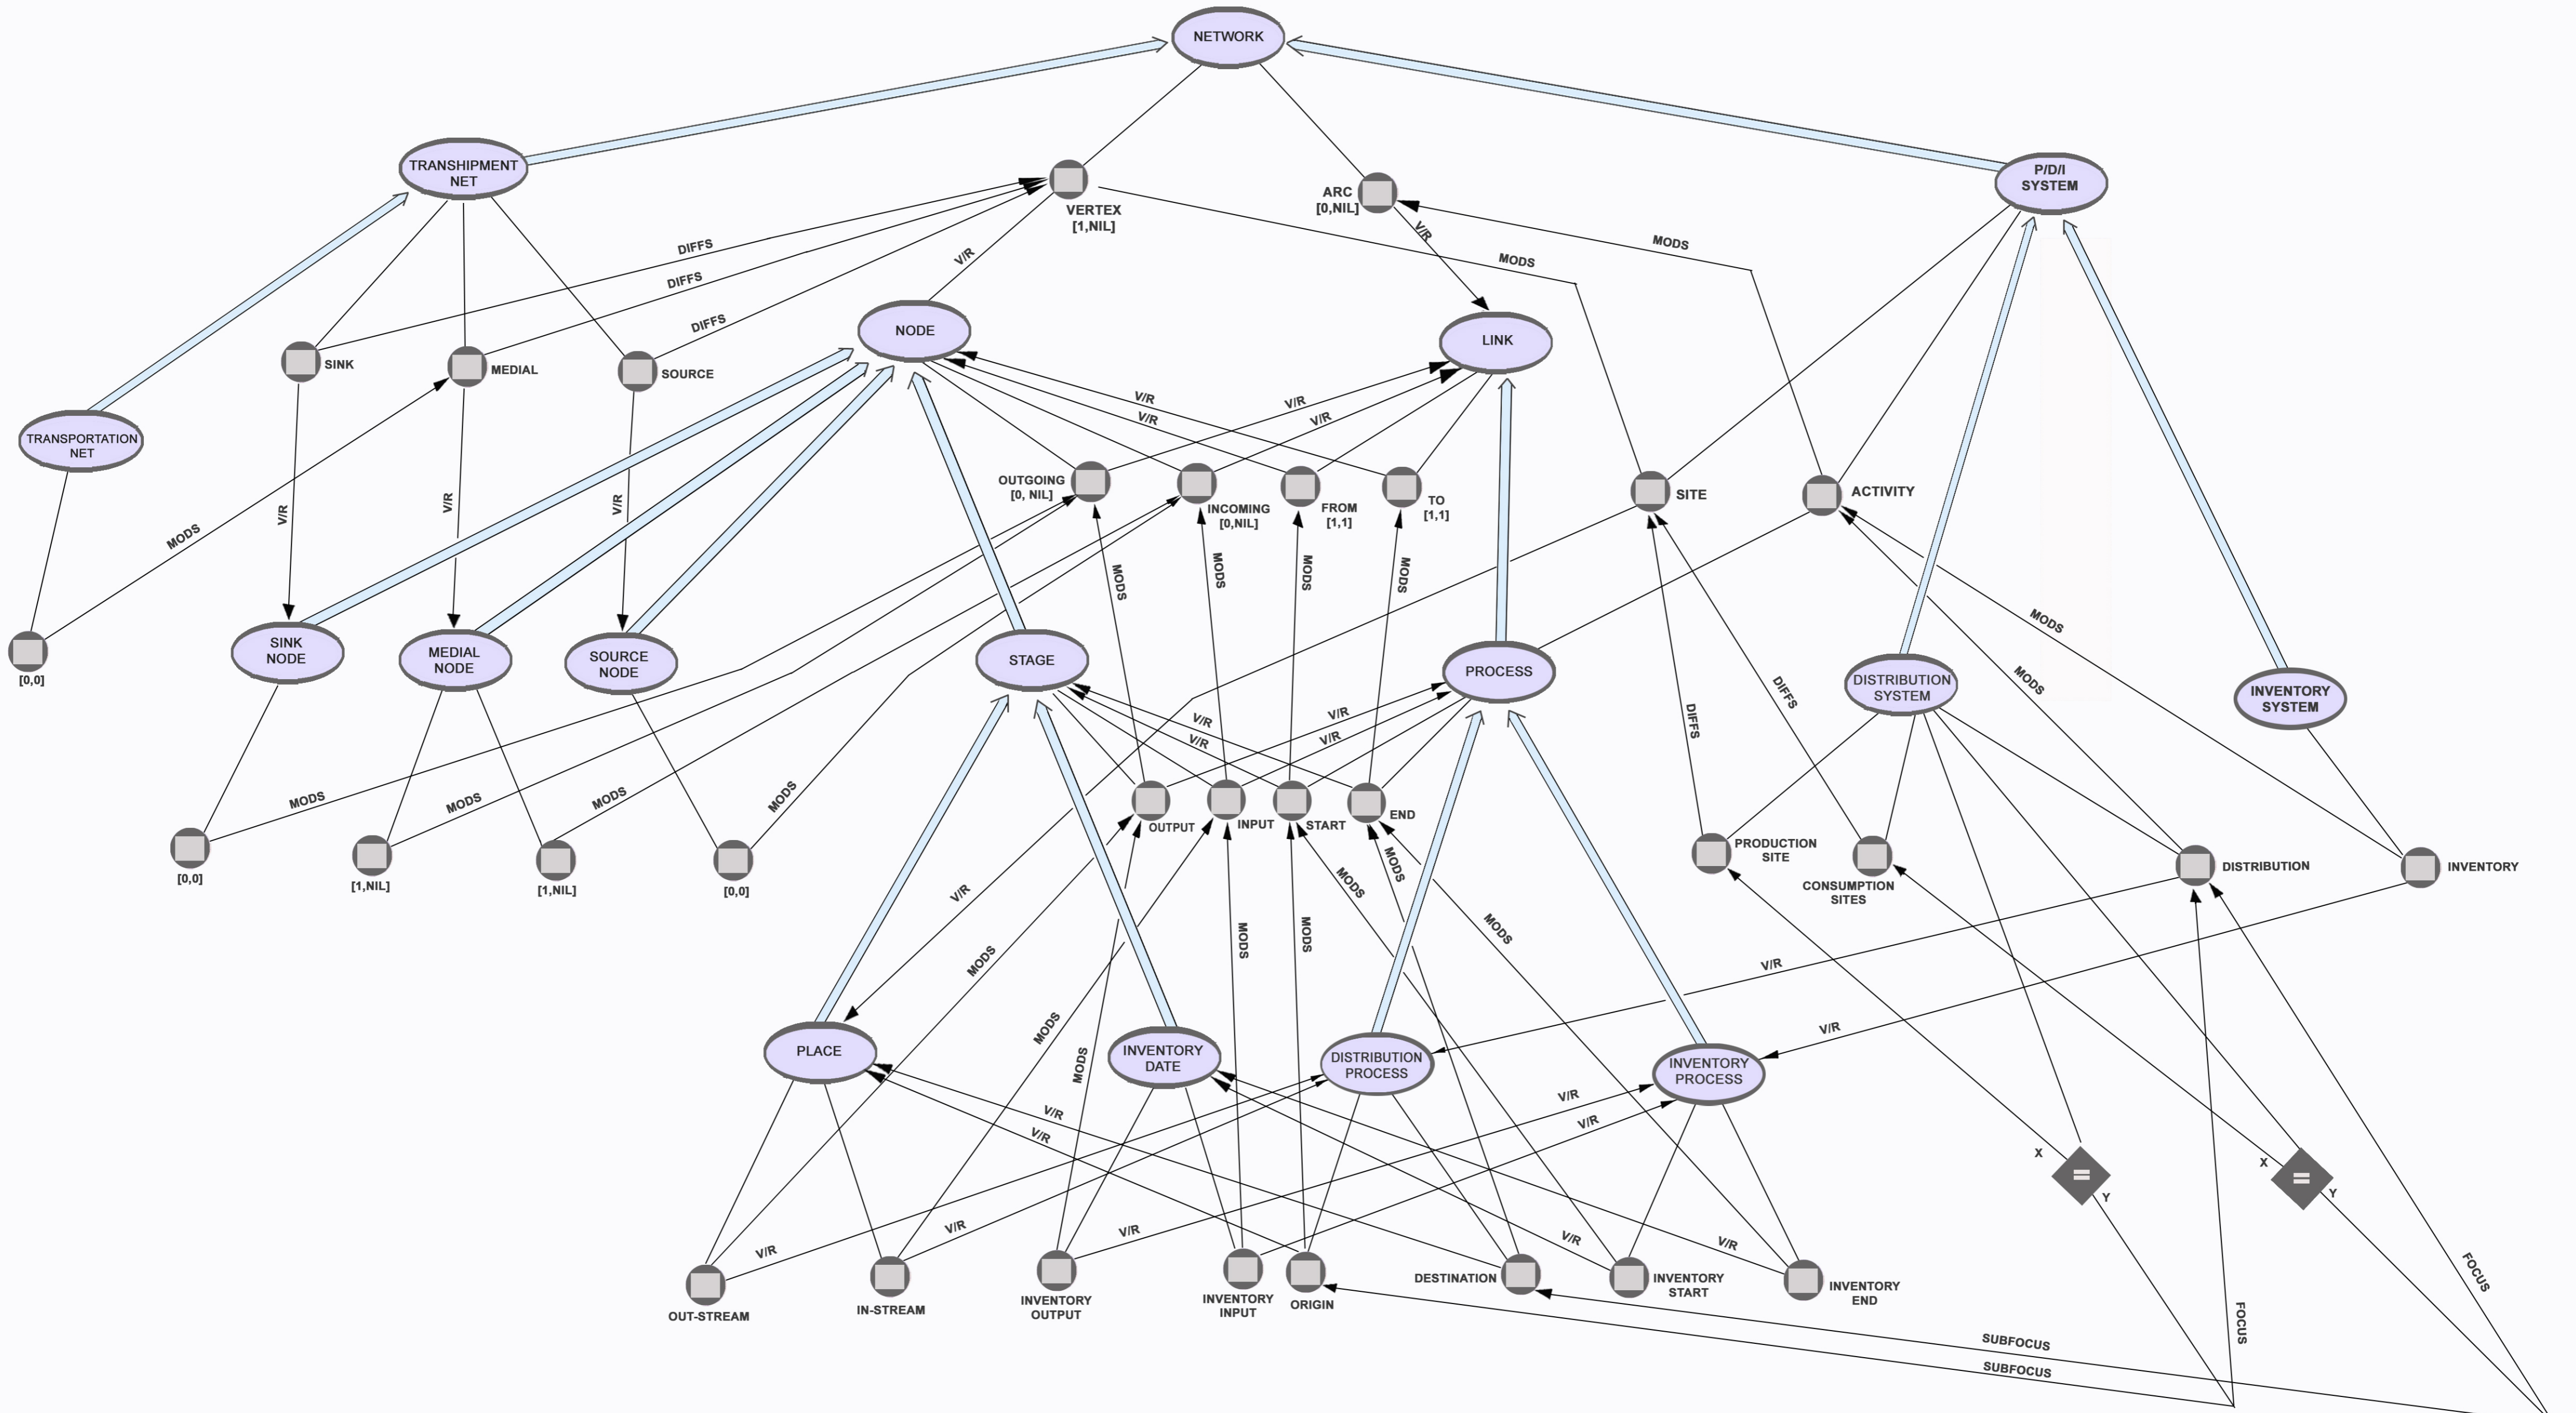 NETWORK
TRANSHIPMENT
NET
P/D/I
SYSTEM
VERTEX
[1,NIL]
ARC
[0,NIL]
V/R
MODS
MODS
DIFFS
DIFFS
DIFFS
V/R
NODE
LINK
SINK
MEDIAL
SOURCE
TRANSPORTATION
NET
V/R
V/R
V/R
V/R
OUTGOING
[0, NIL]
INCOMING
[0,NIL]
FROM
[1,1]
TO
[1,1]
SITE
ACTIVITY
MODS
V/R
V/R
V/R
MODS
MODS
MODS
MODS
[0,0]
SINK
NODE
MEDIAL
NODE
SOURCE
NODE
STAGE
PROCESS
DISTRIBUTION
SYSTEM
INVENTORY
SYSTEM
MODS
MODS
DIFFS
DIFFS
V/R
V/R
V/R
V/R
MODS
MODS
MODS
MODS
OUTPUT
INPUT
START
END
PRODUCTION
SITE
CONSUMPTION
SITES
DISTRIBUTION
INVENTORY
[0,0]
[1,NIL]
[1,NIL]
[0,0]
V/R
MODS
MODS
MODS
MODS
MODS
MODS
MODS
MODS
V/R
V/R
PLACE
INVENTORY
DATE
DISTRIBUTION
PROCESS
INVENTORY
PROCESS
V/R
V/R
V/R
V/R
X
=
Y
X
=
Y
V/R
V/R
V/R
V/R
V/R
OUT-STREAM
IN-STREAM
INVENTORY
OUTPUT
INVENTORY
INPUT
ORIGIN
DESTINATION
INVENTORY
START
INVENTORY
END
FOCUS
FOCUS
SUBFOCUS
SUBFOCUS